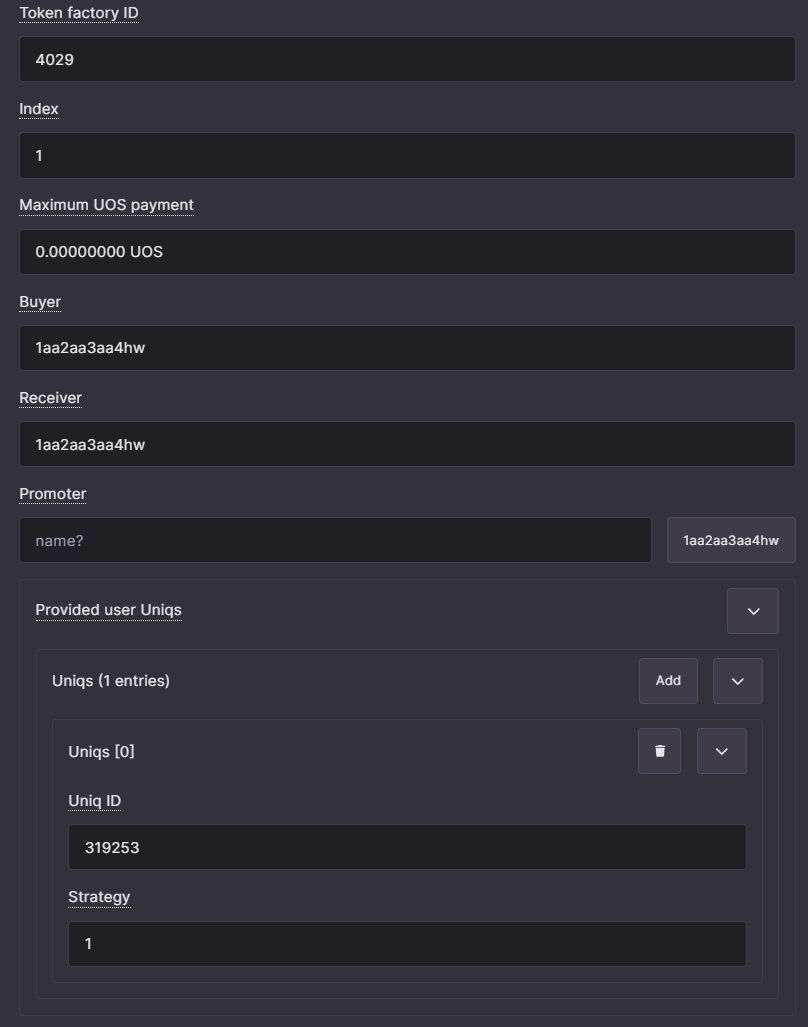 Token factory ID
4029
Index
1
Maximum UOS payment
0.00000000 UOS
Buyer
1aa2aa3aa4hw
Receiver
1aa2aa3aa4hw
Promoter
name?
1aa2aa3aa4hw
Provided user Uniqs
Uniqs (1 entries)
Add
Uniqs [0]
Uniq ID
319253
Strategy
1